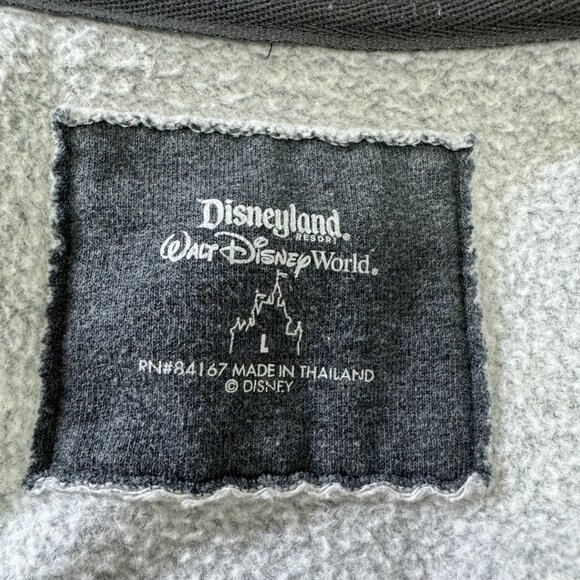 Disneyland®
RESORT
WALT DISNEY World®
L
RN#84167 MADE IN THAILAND
© DISNEY